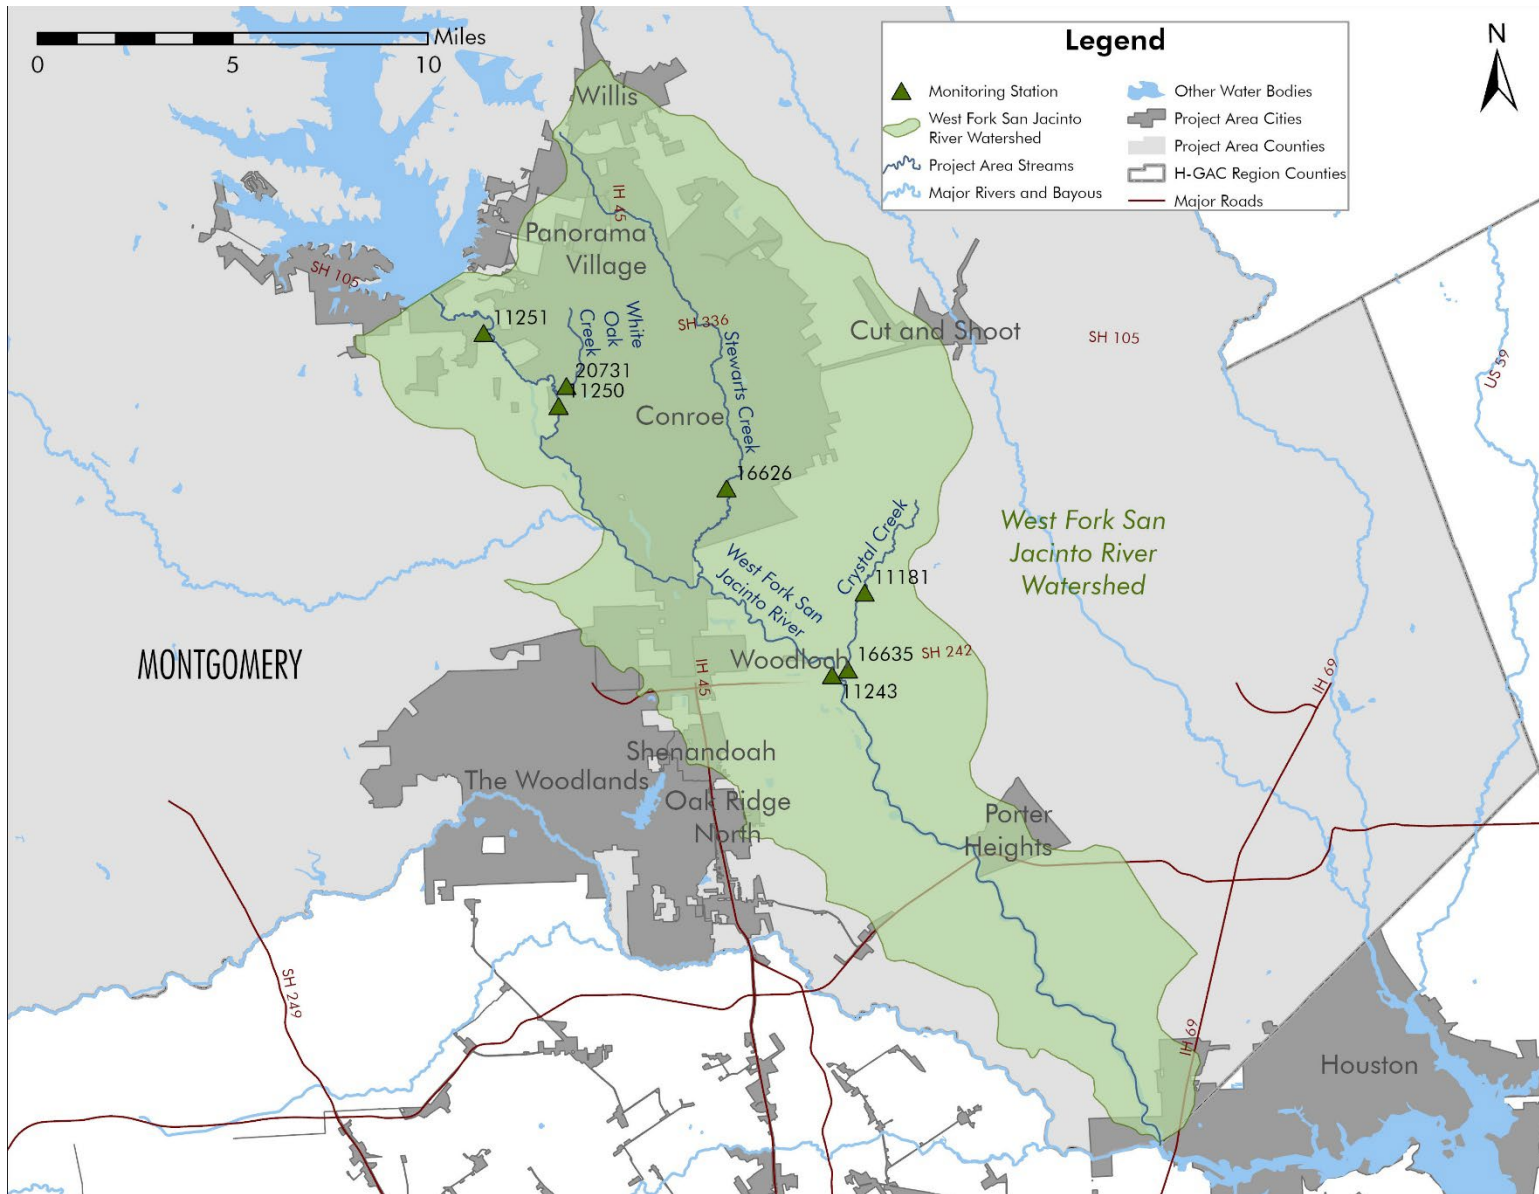 Miles
0 5 10
Legend
Monitoring Station
West Fork San Jacinto
River Watershed
Project Area Streams
Major Rivers and Bayous
Other Water Bodies
Project Area Cities
Project Area Counties
H-GAC Region Counties
Major Roads
N
Willis
IH 45
Panorama
Village
SH 105
11251
White
Oak
Creek
SH 336
Stewarts Creek
Cut and Shoot
SH 105
US 59
20731
11250
Conroe
16626
Crystal Creek
West Fork San
Jacinto River
Watershed
West Fork San
Jacinto River
11181
MONTGOMERY
Woodloch
16635
SH 242
11243
IH 45
IH 69
Shenandoah
The Woodlands
Oak Ridge
North
Porter
Heights
SH 249
IH 69
Houston